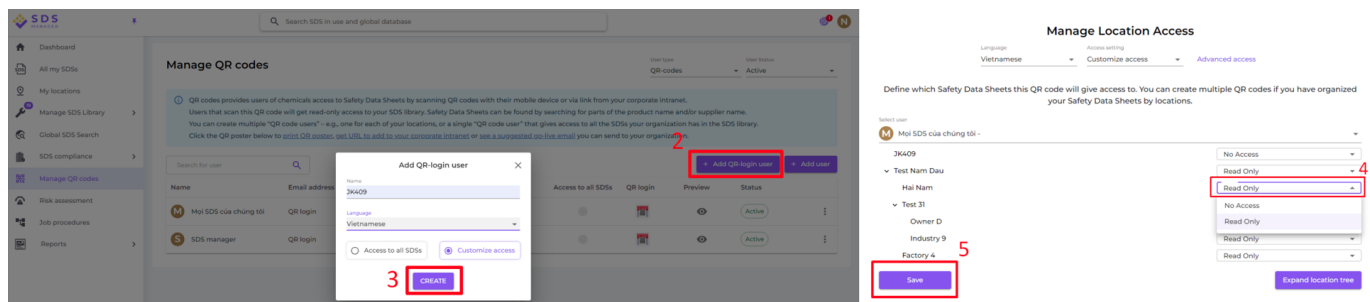 SDS
MANAGER
Search SDS in use and global database
N
Dashboard
All my SDSs
My locations
Manage SDS Library
Global SDS Search
SDS compliance
Manage QR codes
Risk assessment
Job procedures
Reports
Manage QR codes
User type
QR-codes
User Status
Active
QR codes provides users of chemicals access to Safety Data Sheets by scanning QR codes with their mobile device or via link from your corporate intranet.
Users that scan this QR code will get read-only access to your SDS library. Safety Data Sheets can be found by searching for parts of the product name and/or supplier name.
You can create multiple "QR code users" - e.g., one for each of your locations, or a single "QR code user" that gives access to all the SDSs your organization has in the SDS library.
Click the QR poster below to print QR poster, get URL to add to your corporate intranet or see a suggested go-live email you can send to your organization.
2
Search for user
+ Add QR-login user
+ Add user
Name
Email address
Access to all SDSs
QR login
Preview
Status
M
Mọi SDS của chúng tôi
QR login
Active
S
SDS manager
QR login
Active
Add QR-login user
Name
JK409
Language
Vietnamese
Access to all SDSs
Customize access
3
CREATE
Manage Location Access
Language
Vietnamese
Access setting
Customize access
Advanced access
Define which Safety Data Sheets this QR code will give access to. You can create multiple QR codes if you have organized
your Safety Data Sheets by locations.
Select user
M
Mọi SDS của chúng tôi -
JK409
No Access
Test Nam Dau
Read Only
4
Hai Nam
Read Only
No Access
Read Only
Test 31
Owner D
Industry 9
Read Only
Factory 4
Read Only
5
Save
Expand location tree